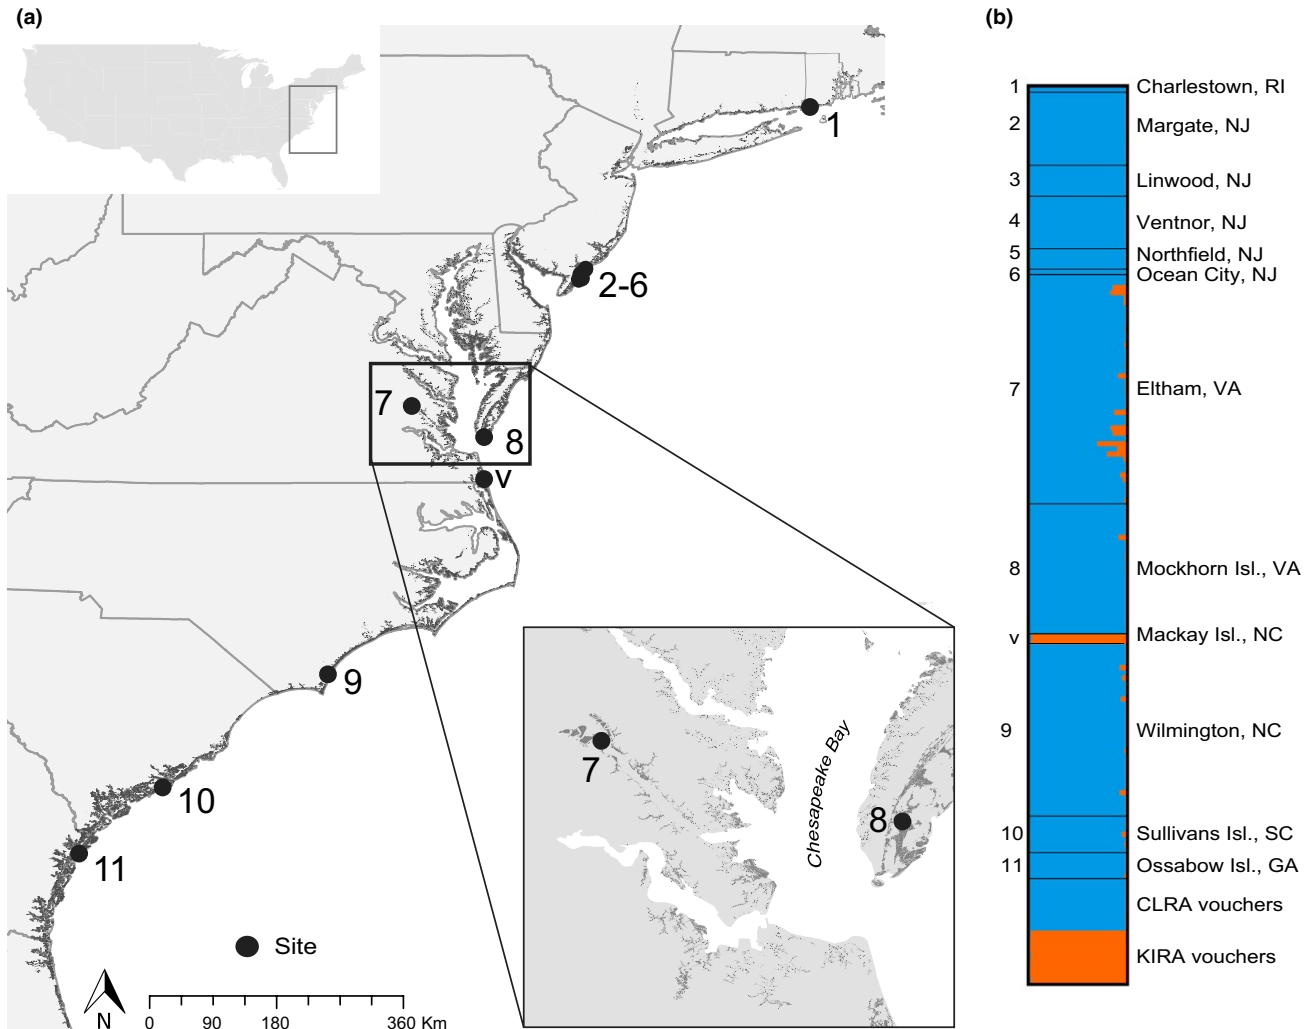 (a)
1
2-6
7
8
v
9
10
11
Site
N
0 90 180 360 Km
7
8
Chesapeake Bay
(b)
1 Charlestown, RI
2 Margate, NJ
3 Linwood, NJ
4 Ventnor, NJ
5 Northfield, NJ
6 Ocean City, NJ
7 Eltham, VA
8 Mockhorn Isl., VA
v Mackay Isl., NC
9 Wilmington, NC
10 Sullivans Isl., SC
11 Ossabow Isl., GA
CLRA vouchers
KIRA vouchers